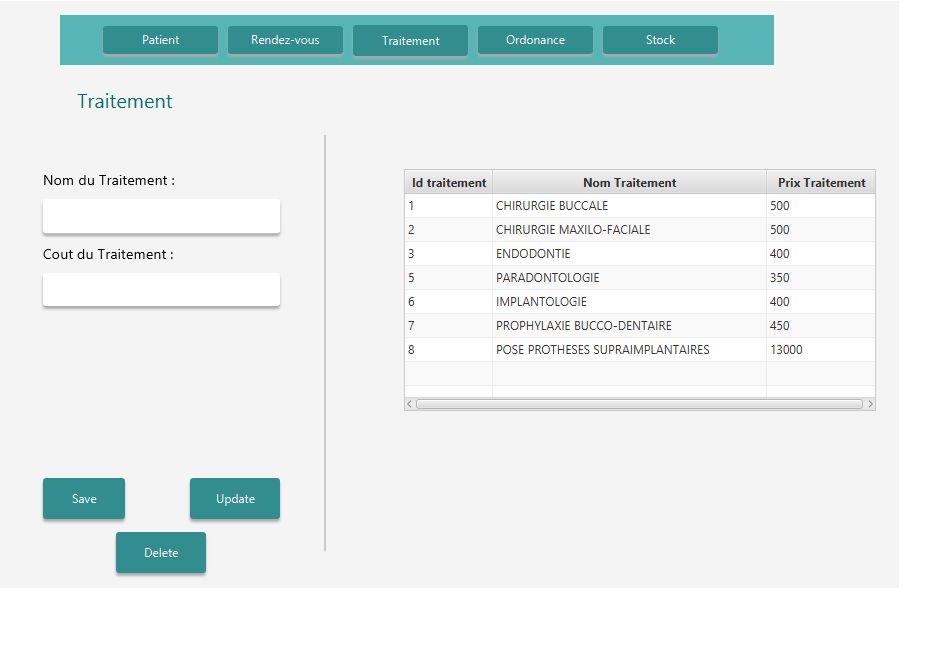 Patient Rendez-vous Traitement Ordonance Stock
Traitement
Nom du Traitement :
Cout du Traitement :
Save Update
Delete
Id traitement Nom Traitement Prix Traitement
1 CHIRURGIE BUCCALE 500
2 CHIRURGIE MAXILO-FACIALE 500
3 ENDODONTIE 400
5 PARADONTOLOGIE 350
6 IMPLANTOLOGIE 400
7 PROPHYLAXIE BUCCO-DENTAIRE 450
8 POSE PROTHESES SUPRAIMPLANTAIRES 13000